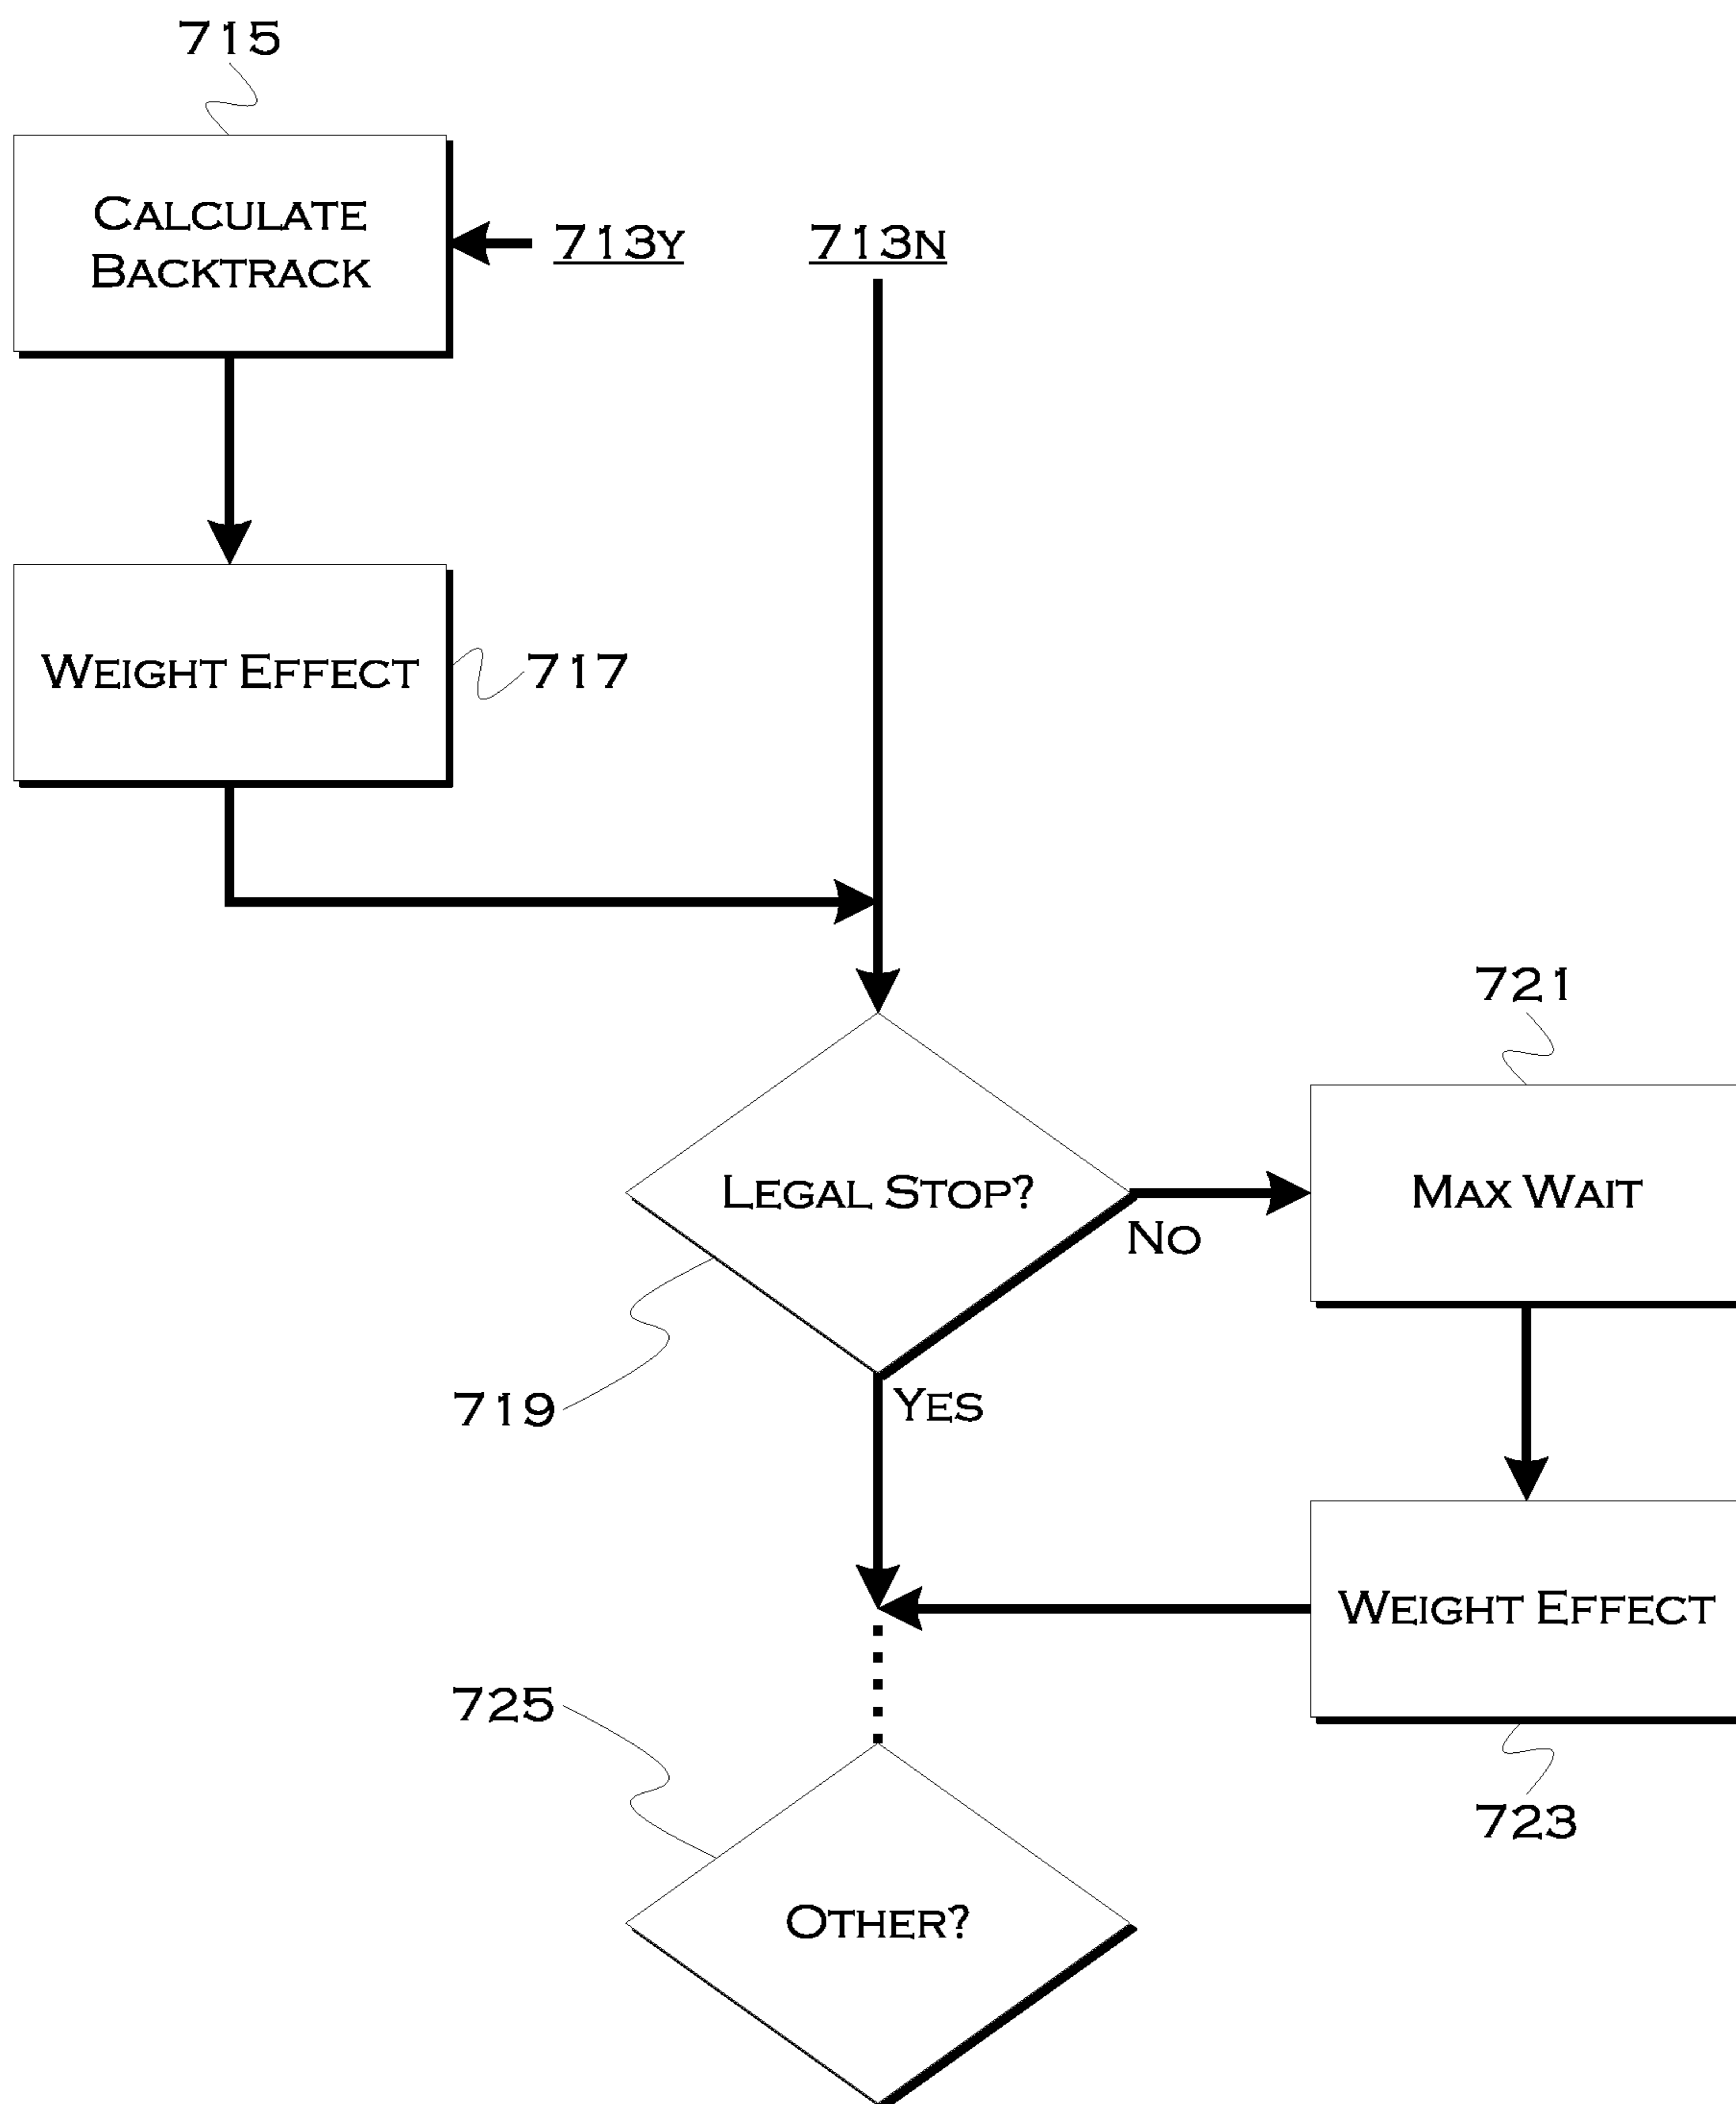 715
CALCULATE
BACKTRACK
713Y
713N
WEIGHT EFFECT
717
721
LEGAL STOP?
MAX WAIT
NO
719
YES
WEIGHT EFFECT
725
723
OTHER?